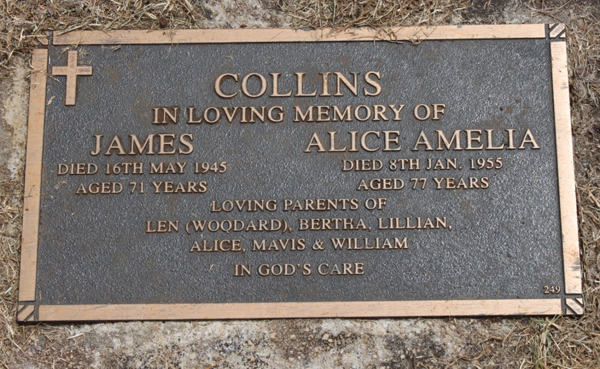 COLLINS
IN LOVING MEMORY OF
JAMES
DIED 16TH MAY 1945
AGED 71 YEARS
ALICE AMELIA
DIED 8TH JAN. 1955
AGED 77 YEARS
LOVING PARENTS OF
LEN (WOODARD), BERTHA, LILLIAN,
ALICE, MAVIS & WILLIAM
IN GOD'S CARE
249